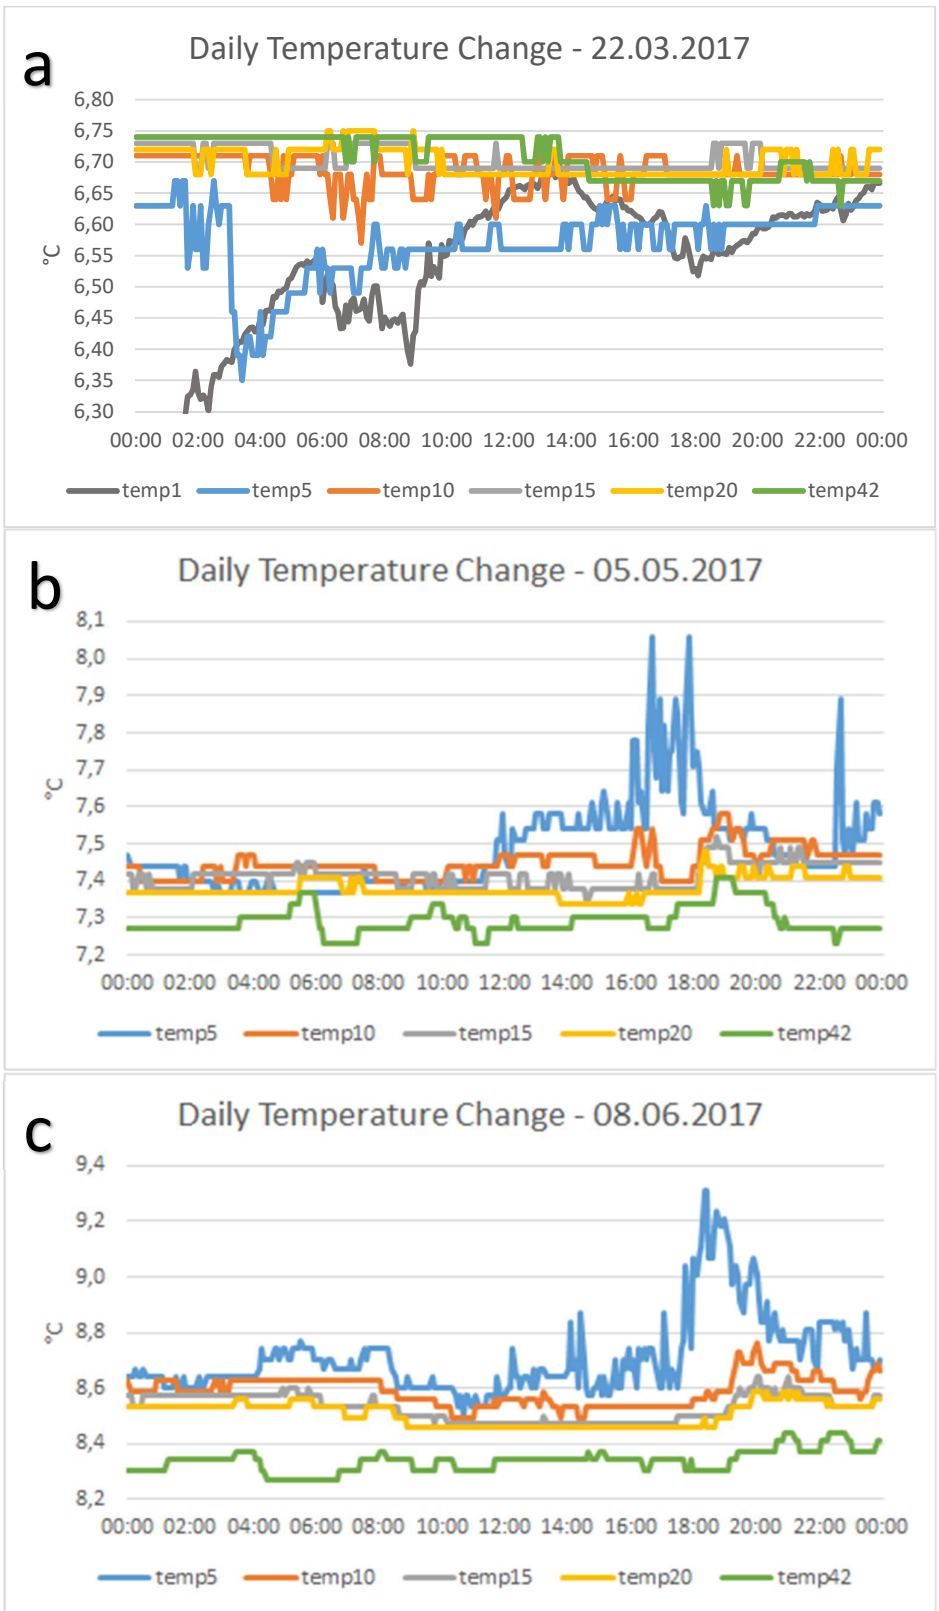 a
Daily Temperature Change - 22.03.2017
6,80
6,75
6,70
6,65
6,60
6,55
6,50
6,45
6,40
6,35
6,30
°C
00:00 02:00 04:00 06:00 08:00 10:00 12:00 14:00 16:00 18:00 20:00 22:00 00:00
temp1 temp5 temp10 temp15 temp20 temp42
b
Daily Temperature Change - 05.05.2017
8,1
8,0
7,9
7,8
7,7
7,6
7,5
7,4
7,3
7,2
°C
00:00 02:00 04:00 06:00 08:00 10:00 12:00 14:00 16:00 18:00 20:00 22:00 00:00
temp5 temp10 temp15 temp20 temp42
c
Daily Temperature Change - 08.06.2017
9,4
9,2
9,0
8,8
8,6
8,4
8,2
°C
00:00 02:00 04:00 06:00 08:00 10:00 12:00 14:00 16:00 18:00 20:00 22:00 00:00
temp5 temp10 temp15 temp20 temp42